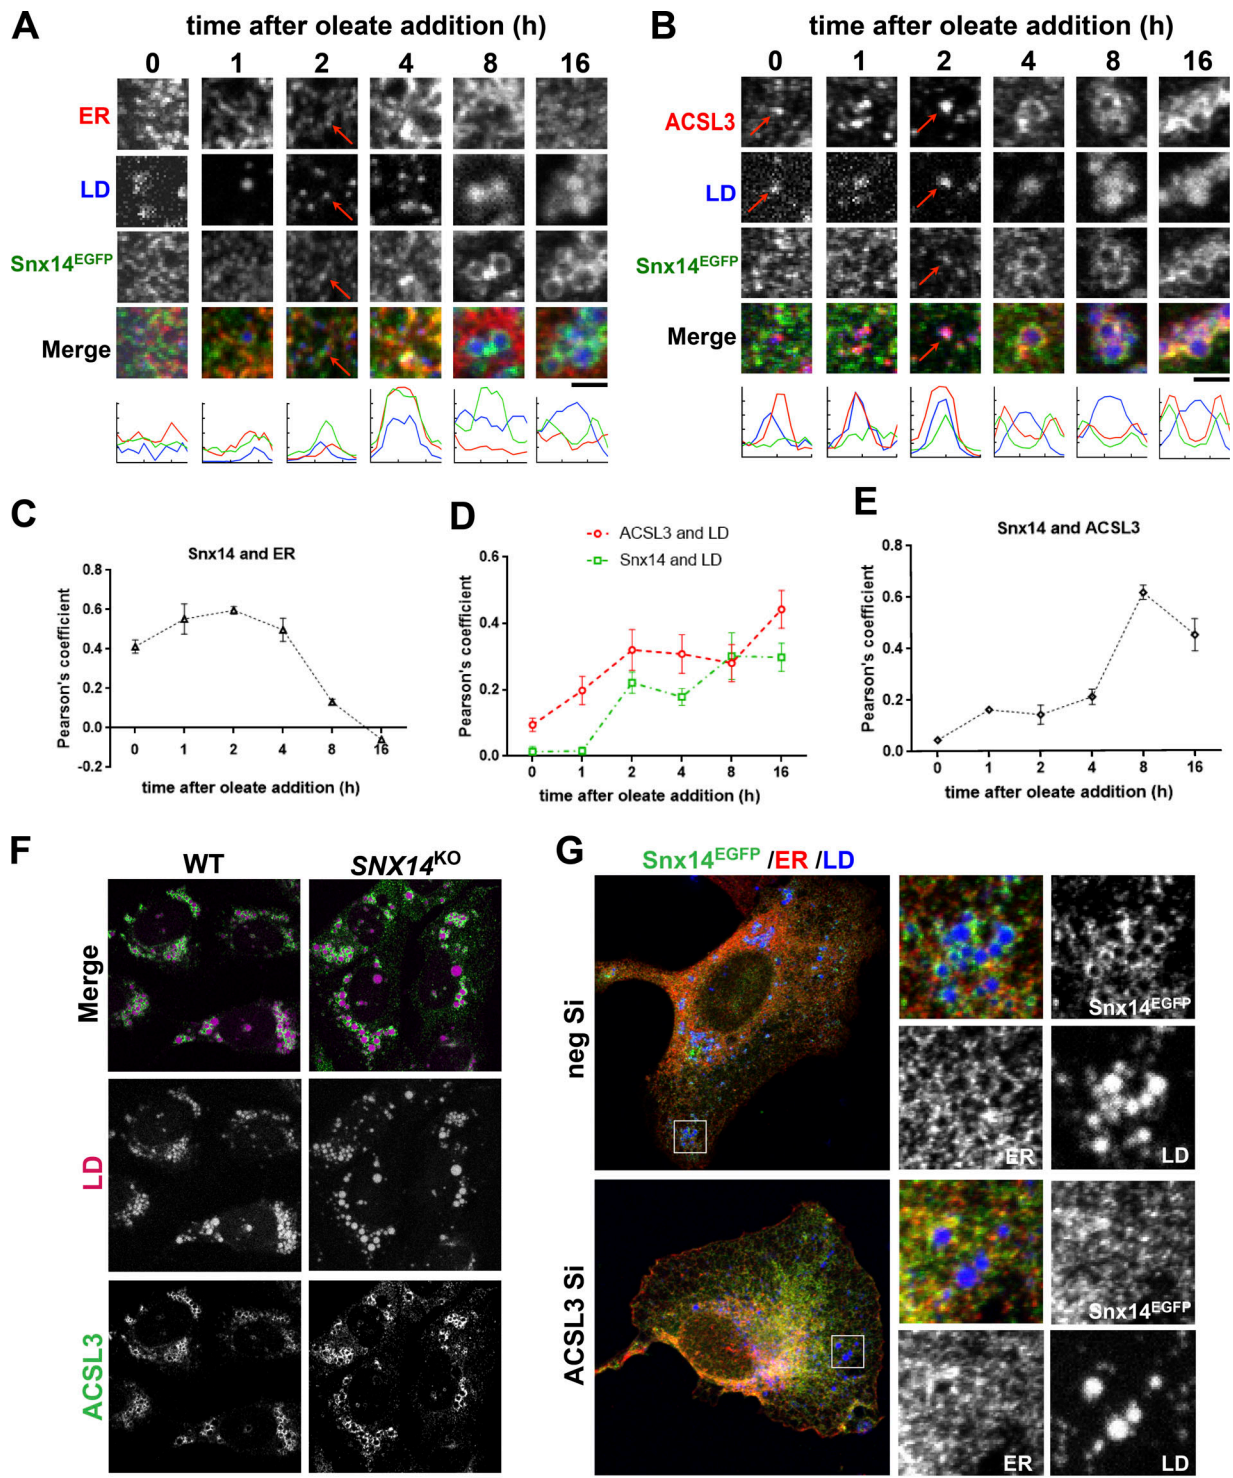 A
time after oleate addition (h)
0 1 2 4 8 16
ER
LD
Snx14EGFP
Merge
B
time after oleate addition (h)
0 1 2 4 8 16
ACSL3
LD
Snx14EGFP
Merge
C
Snx14 and ER
Pearson's coefficient
0.8
0.6
0.4
0.2
0.0
-0.2
0 1 2 4 8 16
time after oleate addition (h)
D
ACSL3 and LD
Snx14 and LD
Pearson's coefficient
0.6
0.4
0.2
0.0
0 1 2 4 8 16
time after oleate addition (h)
E
Snx14 and ACSL3
Pearson's coefficient
0.8
0.6
0.4
0.2
0.0
0 1 2 4 8 16
time after oleate addition (h)
F
WT SNX14KO
Merge
LD
ACSL3
G
Snx14EGFP /ER /LD
neg Si
Snx14EGFP
ER
LD
ACSL3 Si
Snx14EGFP
ER
LD